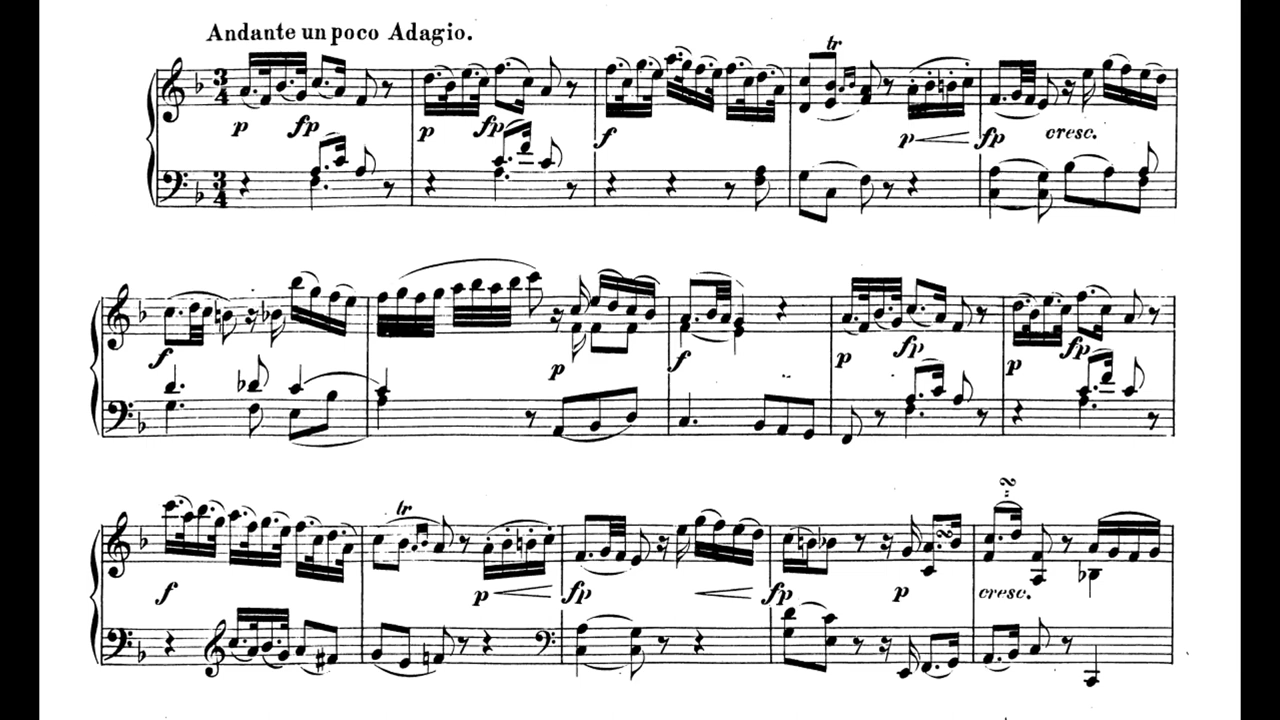 Andante un poco Adagio.
tr
p fp p fp f p fp cresc.
f p f p fp p fp
tr
f p fp fp p cresc.